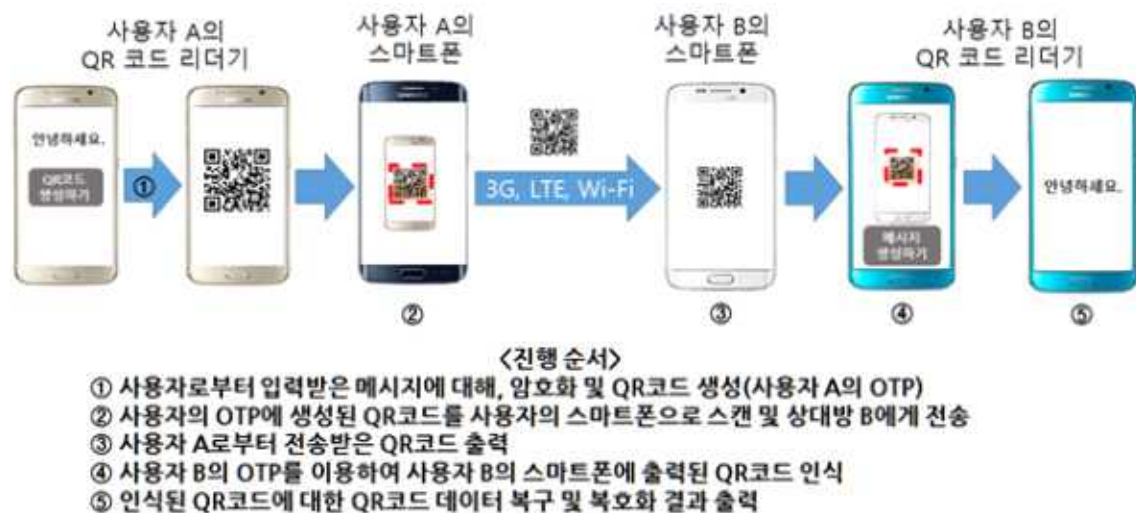 사용자 A의
QR 코드 리더기
사용자 A의
스마트폰
사용자 B의
스마트폰
사용자 B의
QR 코드 리더기
안녕하세요.
QR코드
생성하기
①
3G, LTE, Wi-Fi
메시지
생성하기
안녕하세요.
②
③
④
⑤
<진행 순서>
① 사용자로부터 입력받은 메시지에 대해, 암호화 및 QR코드 생성(사용자 A의 OTP)
② 사용자의 OTP에 생성된 QR코드를 사용자의 스마트폰으로 스캔 및 상대방 B에게 전송
③ 사용자 A로부터 전송받은 QR코드 출력
④ 사용자 B의 OTP를 이용하여 사용자 B의 스마트폰에 출력된 QR코드 인식
⑤ 인식된 QR코드에 대한 QR코드 데이터 복구 및 복호화 결과 출력